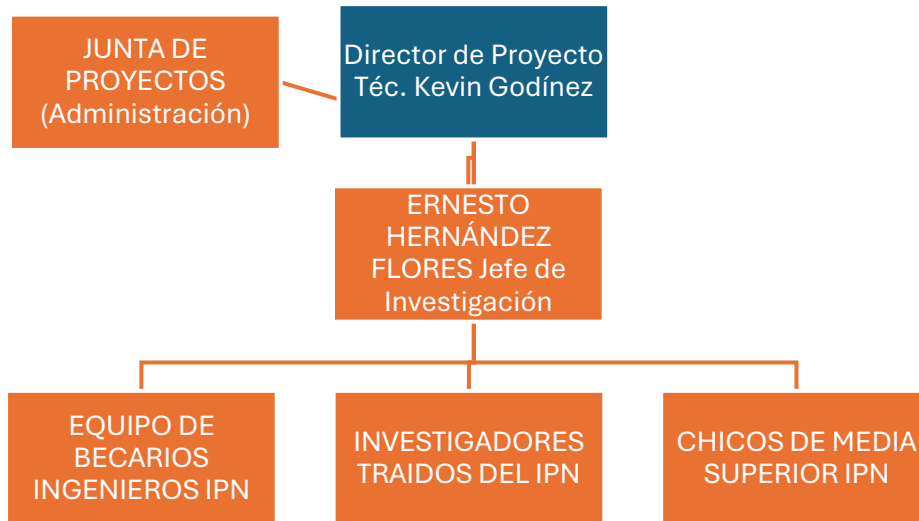 JUNTA DE
PROYECTOS
(Administración)
Director de Proyecto
Téc. Kevin Godínez
ERNESTO
HERNÁNDEZ
FLORES Jefe de
Investigación
EQUIPO DE
BECARIOS
INGENIEROS IPN
INVESTIGADORES
TRAIDOS DEL IPN
CHICOS DE MEDIA
SUPERIOR IPN